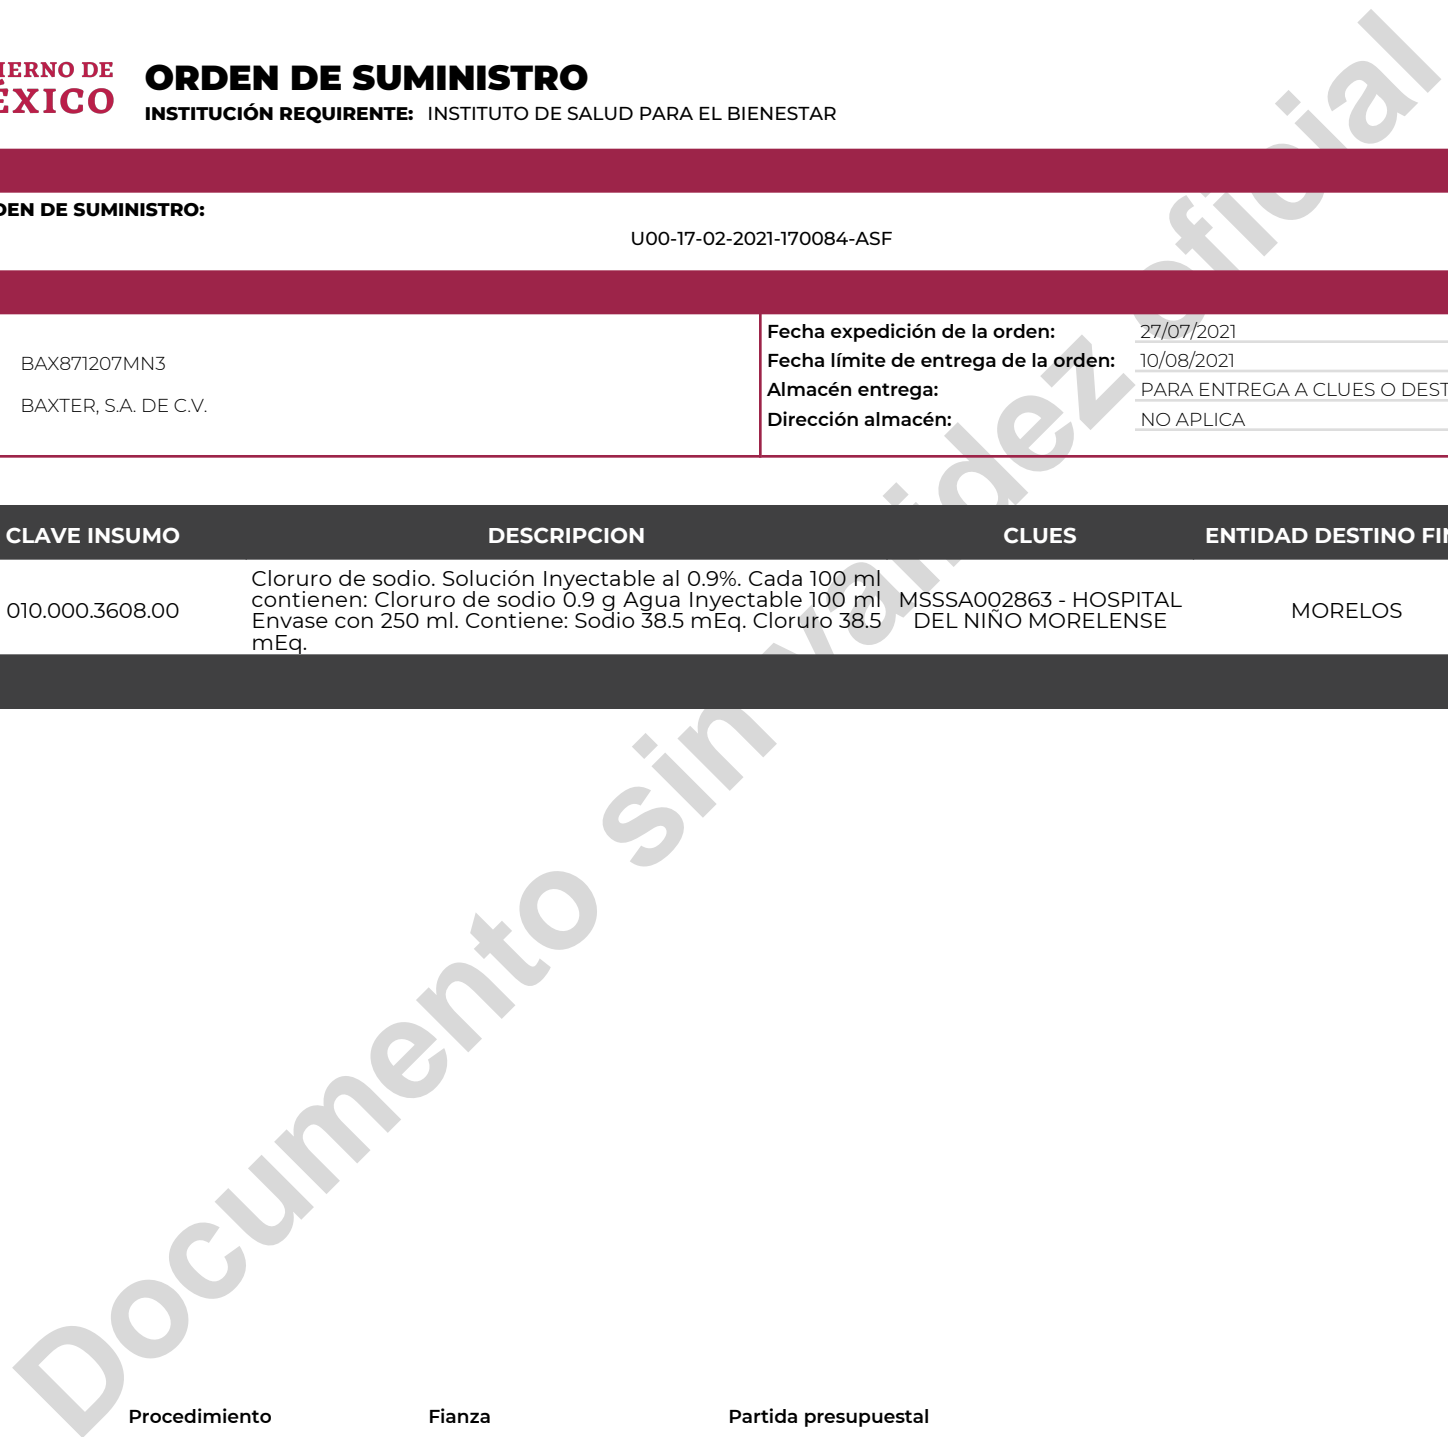 IERNO DE
ÉXICO
ORDEN DE SUMINISTRO
INSTITUCIÓN REQUIRENTE: INSTITUTO DE SALUD PARA EL BIENESTAR
DEN DE SUMINISTRO:
U00-17-02-2021-170084-ASF
BAX871207MN3
BAXTER, S.A. DE C.V.
Fecha expedición de la orden: 27/07/2021
Fecha límite de entrega de la orden: 10/08/2021
Almacén entrega: PARA ENTREGA A CLUES O DEST
Dirección almacén: NO APLICA
CLAVE INSUMO DESCRIPCION CLUES ENTIDAD DESTINO FIN
010.000.3608.00
Cloruro de sodio. Solución Inyectable al 0.9%. Cada 100 ml
contienen: Cloruro de sodio 0.9 g Agua Inyectable 100 ml
Envase con 250 ml. Contiene: Sodio 38.5 mEq. Cloruro 38.5
mEq.
MSSSA002863 - HOSPITAL
DEL NIÑO MORELENSE
MORELOS
Documento sin validez oficial
Procedimiento Fianza Partida presupuestal